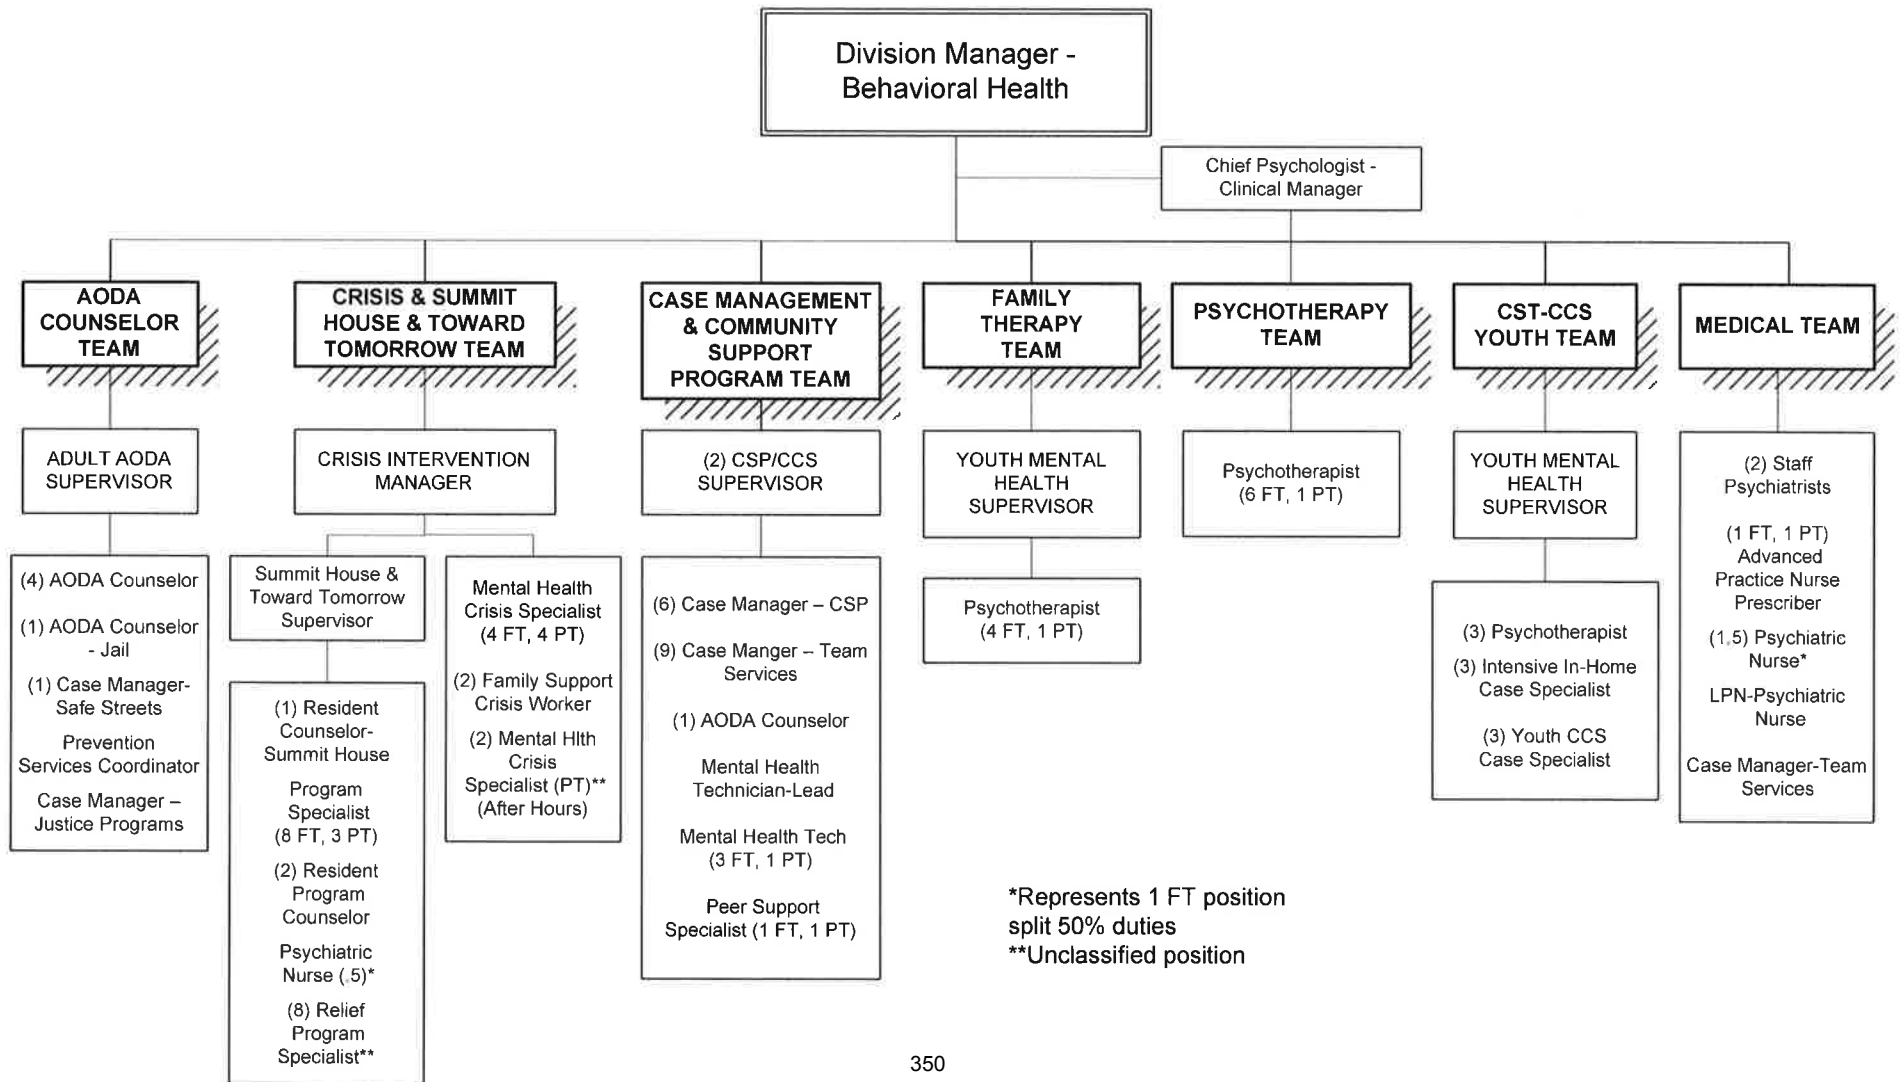 Division Manager -
Behavioral Health
Chief Psychologist -
Clinical Manager
AODA
COUNSELOR
TEAM
CRISIS & SUMMIT
HOUSE & TOWARD
TOMORROW TEAM
CASE MANAGEMENT
& COMMUNITY
SUPPORT
PROGRAM TEAM
FAMILY
THERAPY
TEAM
PSYCHOTHERAPY
TEAM
CST-CCS
YOUTH TEAM
MEDICAL TEAM
ADULT AODA
SUPERVISOR
CRISIS INTERVENTION
MANAGER
(2) CSP/CCS
SUPERVISOR
YOUTH MENTAL
HEALTH
SUPERVISOR
Psychotherapist
(6 FT, 1 PT)
YOUTH MENTAL
HEALTH
SUPERVISOR
(2) Staff
Psychiatrists
(1 FT, 1 PT)
Advanced
Practice Nurse
Prescriber
(1.5) Psychiatric
Nurse*
LPN-Psychiatric
Nurse
Case Manager-Team
Services
(4) AODA Counselor
(1) AODA Counselor
- Jail
(1) Case Manager-
Safe Streets
Prevention
Services Coordinator
Case Manager –
Justice Programs
Summit House &
Toward Tomorrow
Supervisor
(1) Resident
Counselor-
Summit House
Program
Specialist
(8 FT, 3 PT)
(2) Resident
Program
Counselor
Psychiatric
Nurse (.5)*
(8) Relief
Program
Specialist**
Mental Health
Crisis Specialist
(4 FT, 4 PT)
(2) Family Support
Crisis Worker
(2) Mental Hlth
Crisis
Specialist (PT)**
(After Hours)
(6) Case Manager – CSP
(9) Case Manger – Team
Services
(1) AODA Counselor
Mental Health
Technician-Lead
Mental Health Tech
(3 FT, 1 PT)
Peer Support
Specialist (1 FT, 1 PT)
Psychotherapist
(4 FT, 1 PT)
(3) Psychotherapist
(3) Intensive In-Home
Case Specialist
(3) Youth CCS
Case Specialist
*Represents 1 FT position
split 50% duties
**Unclassified position
350